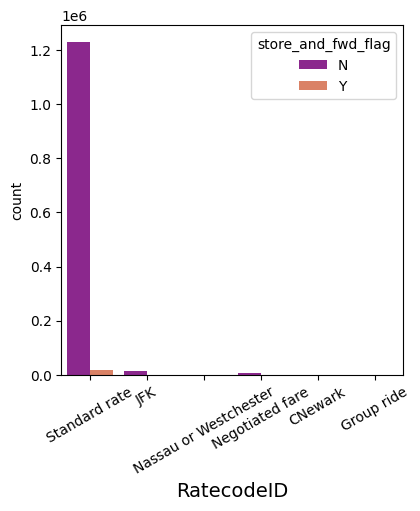 1e6
store_and_fwd_flag
N
Y
1.2
1.0
0.8
0.6
0.4
0.2
0.0
count
Standard rate
JFK
Nassau or Westchester
Negotiated fare
CNewark
Group ride
RatecodeID